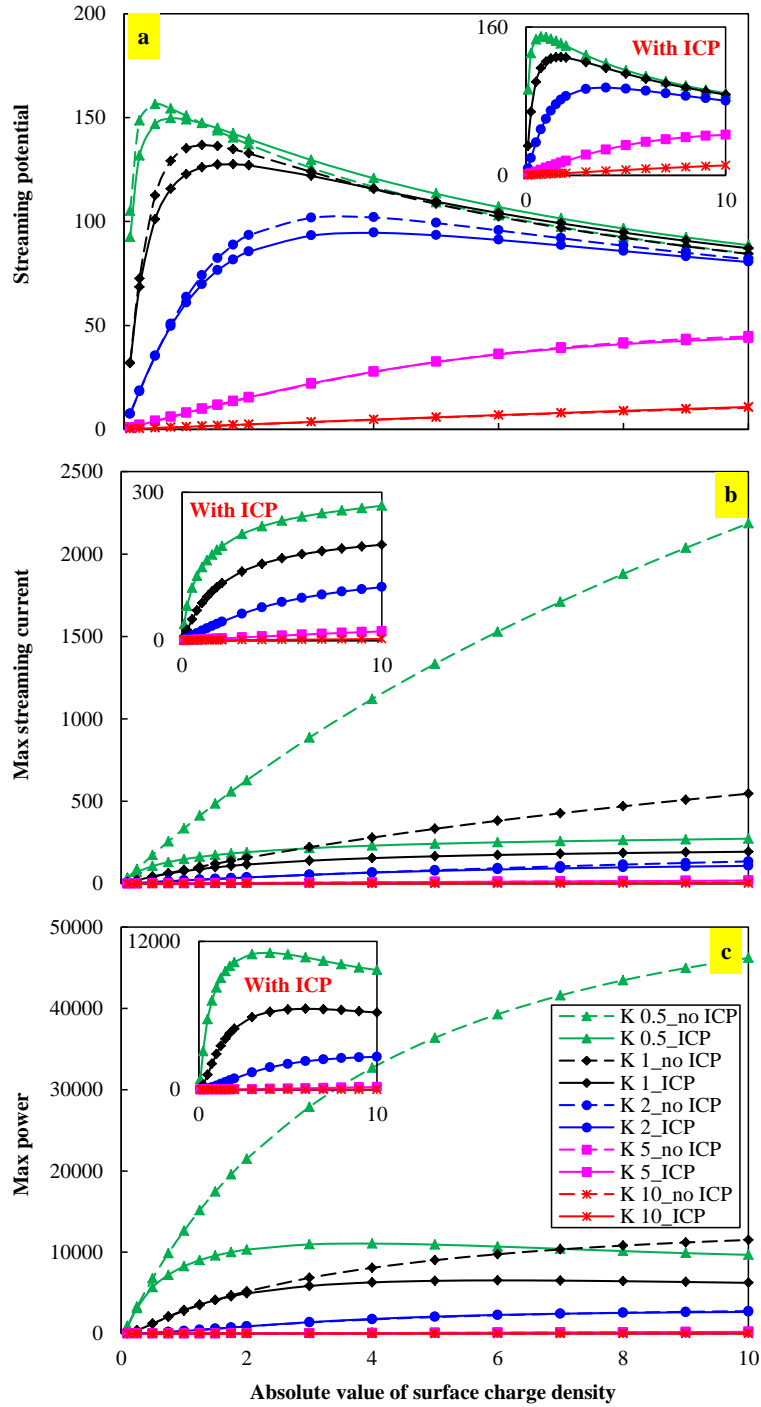 200
150
100
50
0
Streaming potential
a
160
With ICP
0
0
10
2500
2000
1500
1000
500
0
Max streaming current
b
300
With ICP
0
0
10
50000
40000
30000
20000
10000
0
Max power
c
12000
With ICP
0
0
10
K 0.5_no ICP
K 0.5_ICP
K 1_no ICP
K 1_ICP
K 2_no ICP
K 2_ICP
K 5_no ICP
K 5_ICP
K 10_no ICP
K 10_ICP
0 2 4 6 8 10
Absolute value of surface charge density